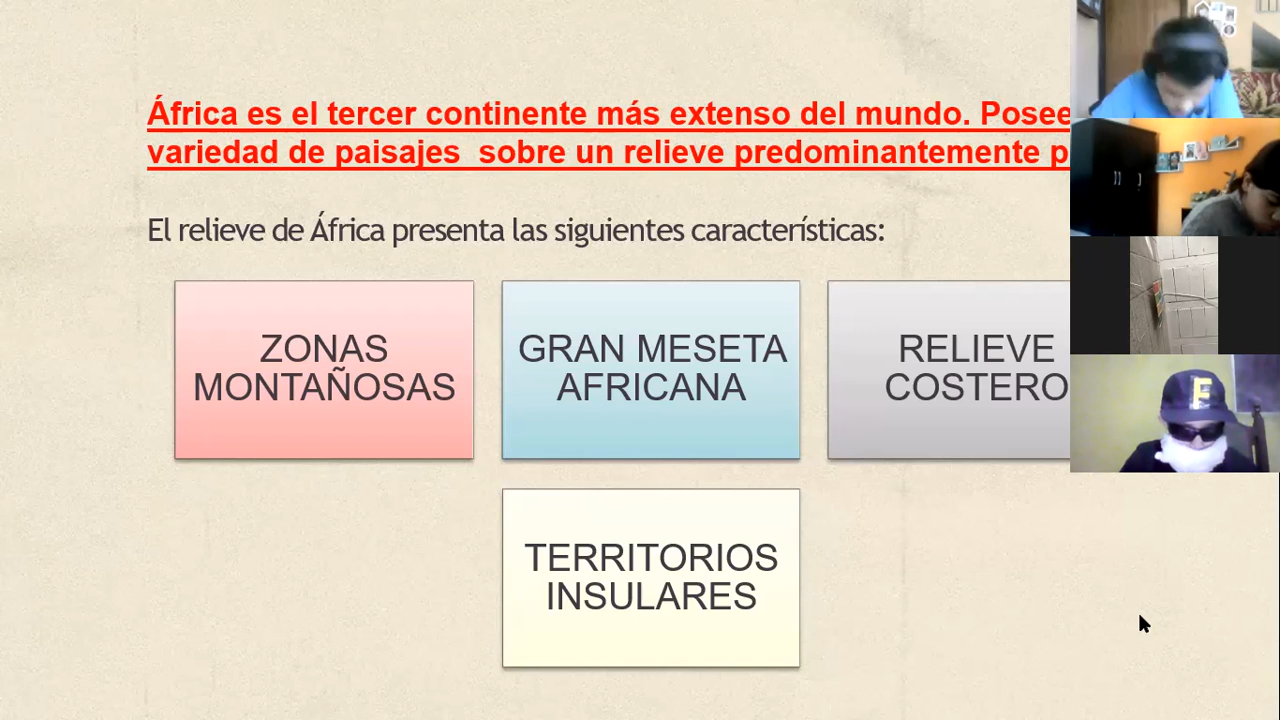 África es el tercer continente más extenso del mundo. Posee
variedad de paisajes sobre un relieve predominantemente
El relieve de África presenta las siguientes características:
ZONAS
MONTAÑOSAS
GRAN MESETA
AFRICANA
RELIEVE
COSTERO
TERRITORIOS
INSULARES
F